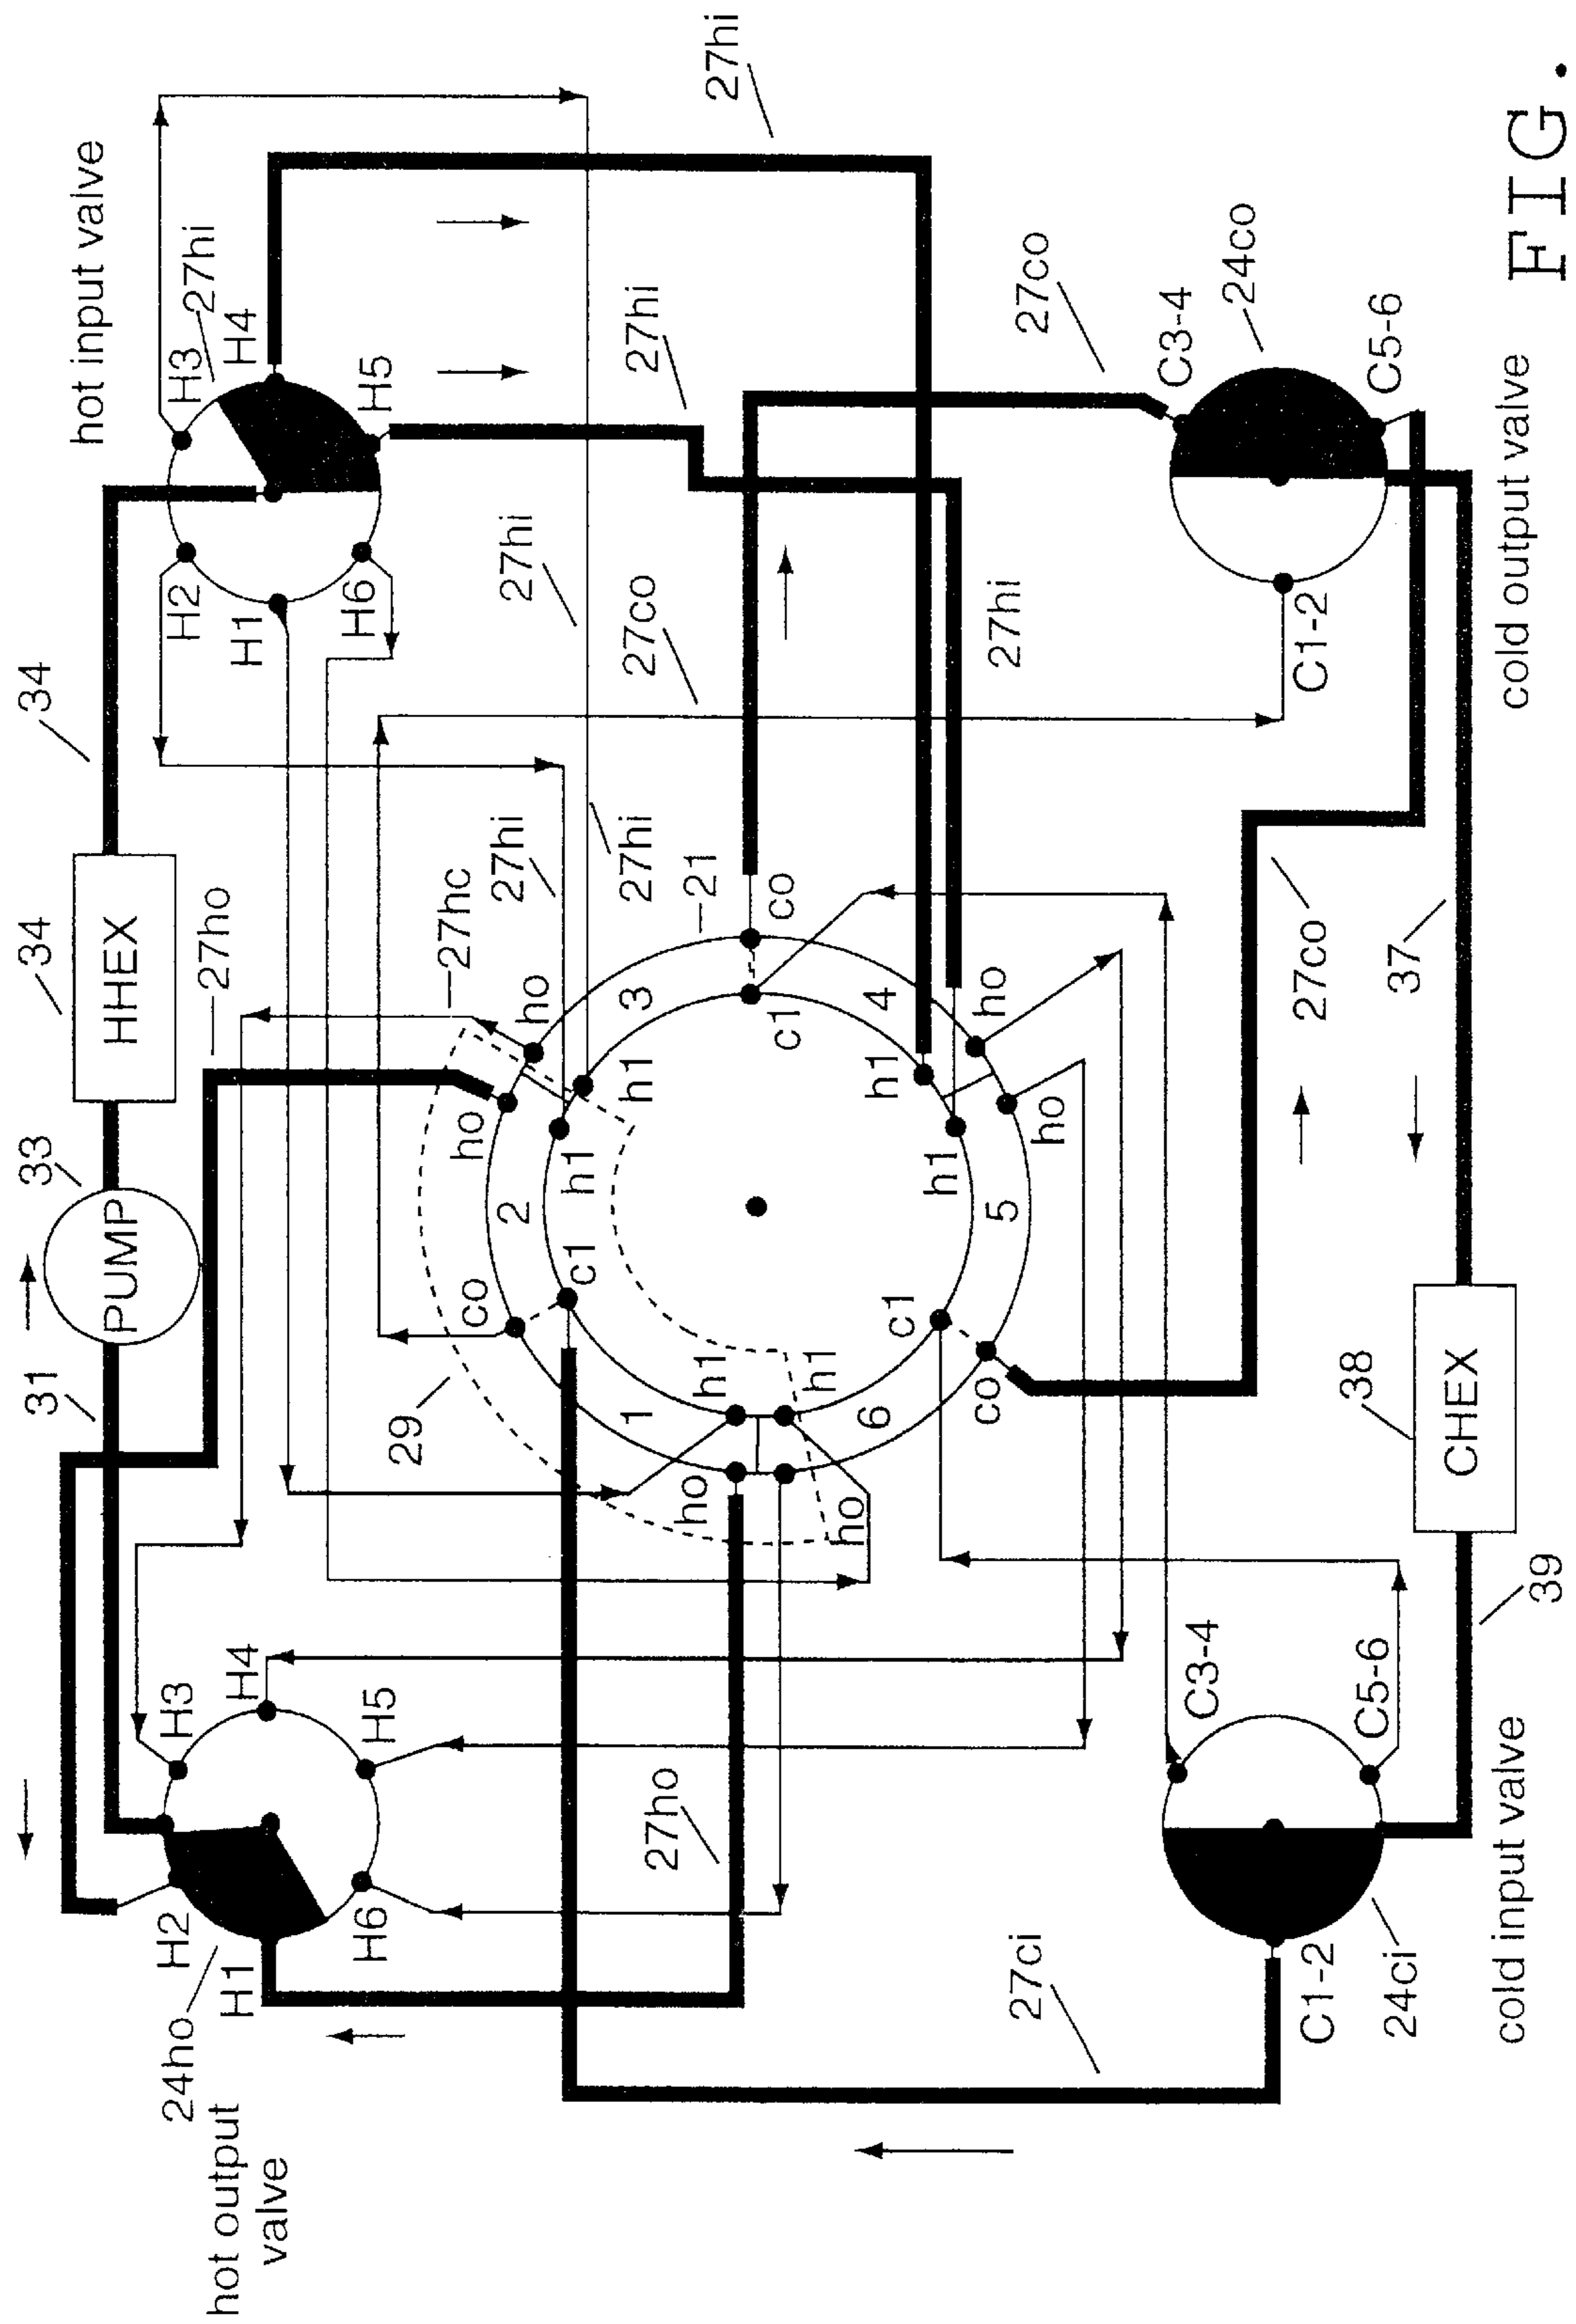 34
31
33
34
PUMP
HHEX
hot input valve
H3
27hi
H2
H4
H1
H6
H5
27hi
hot output
valve
24ho
H2
H1
H3
H4
H6
H5
27ho
27hc
27hi
27hi
27co
27hi
29
co
ho
ho
2
c1
h1
h1
27hi
3
21
1
h1
ho
27ho
co
c1
h1
ho
6
4
h1
h1
c1
co
5
ho
ho
27hi
27co
27ci
C3-4
C5-6
C1-2
24ci
cold input valve
C3-4
24co
C1-2
C5-6
cold output valve
27co
37
38
CHEX
39
FIG.